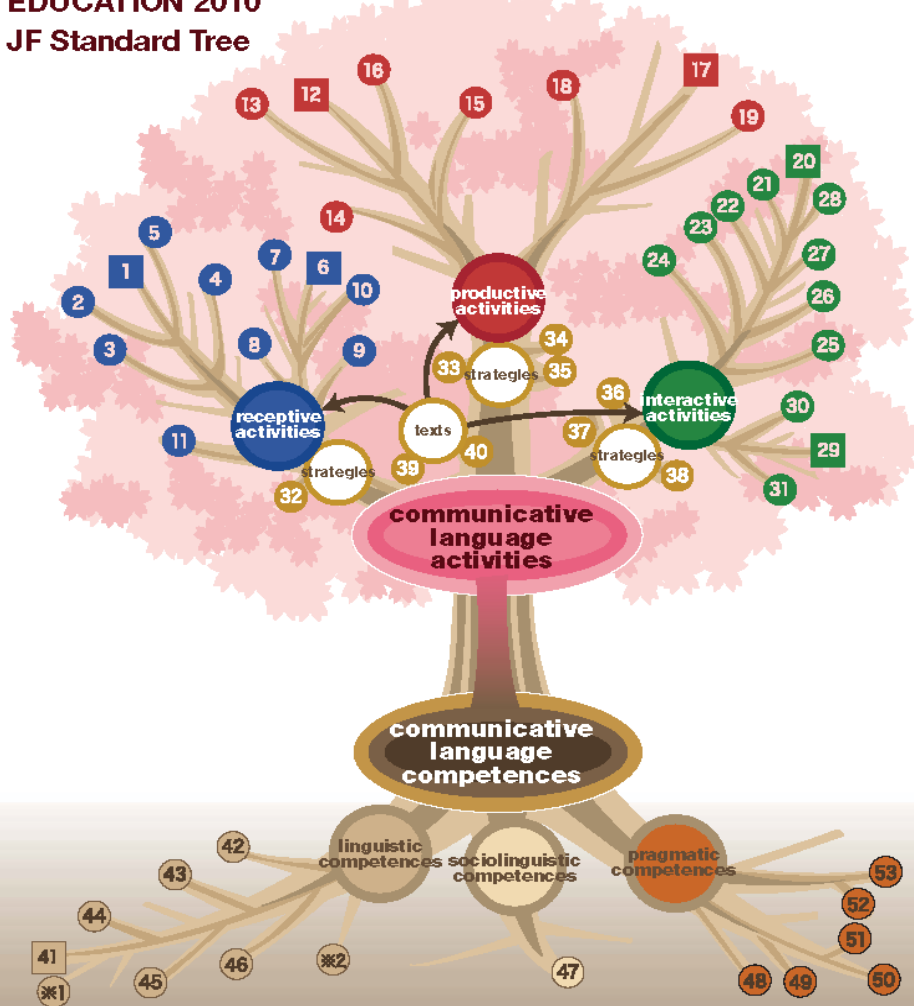 EDUCATION 2010
JF Standard Tree
16
17
18
12
13
15
19
20
21
28
22
14
23
5
7
24
27
1
6
4
10
26
2
productive
activities
34
8
25
3
9
33
strategles
35
36
interactive
activities
30
receptive
activities
texts
37
11
40
29
strategles
39
strategles
38
32
31
communicative
language
activities
communicative
language
competences
linguistic
competences
sociolinguistic
competences
pragmatic
competences
42
43
53
52
44
51
41
※2
46
47
45
48
49
50
※1